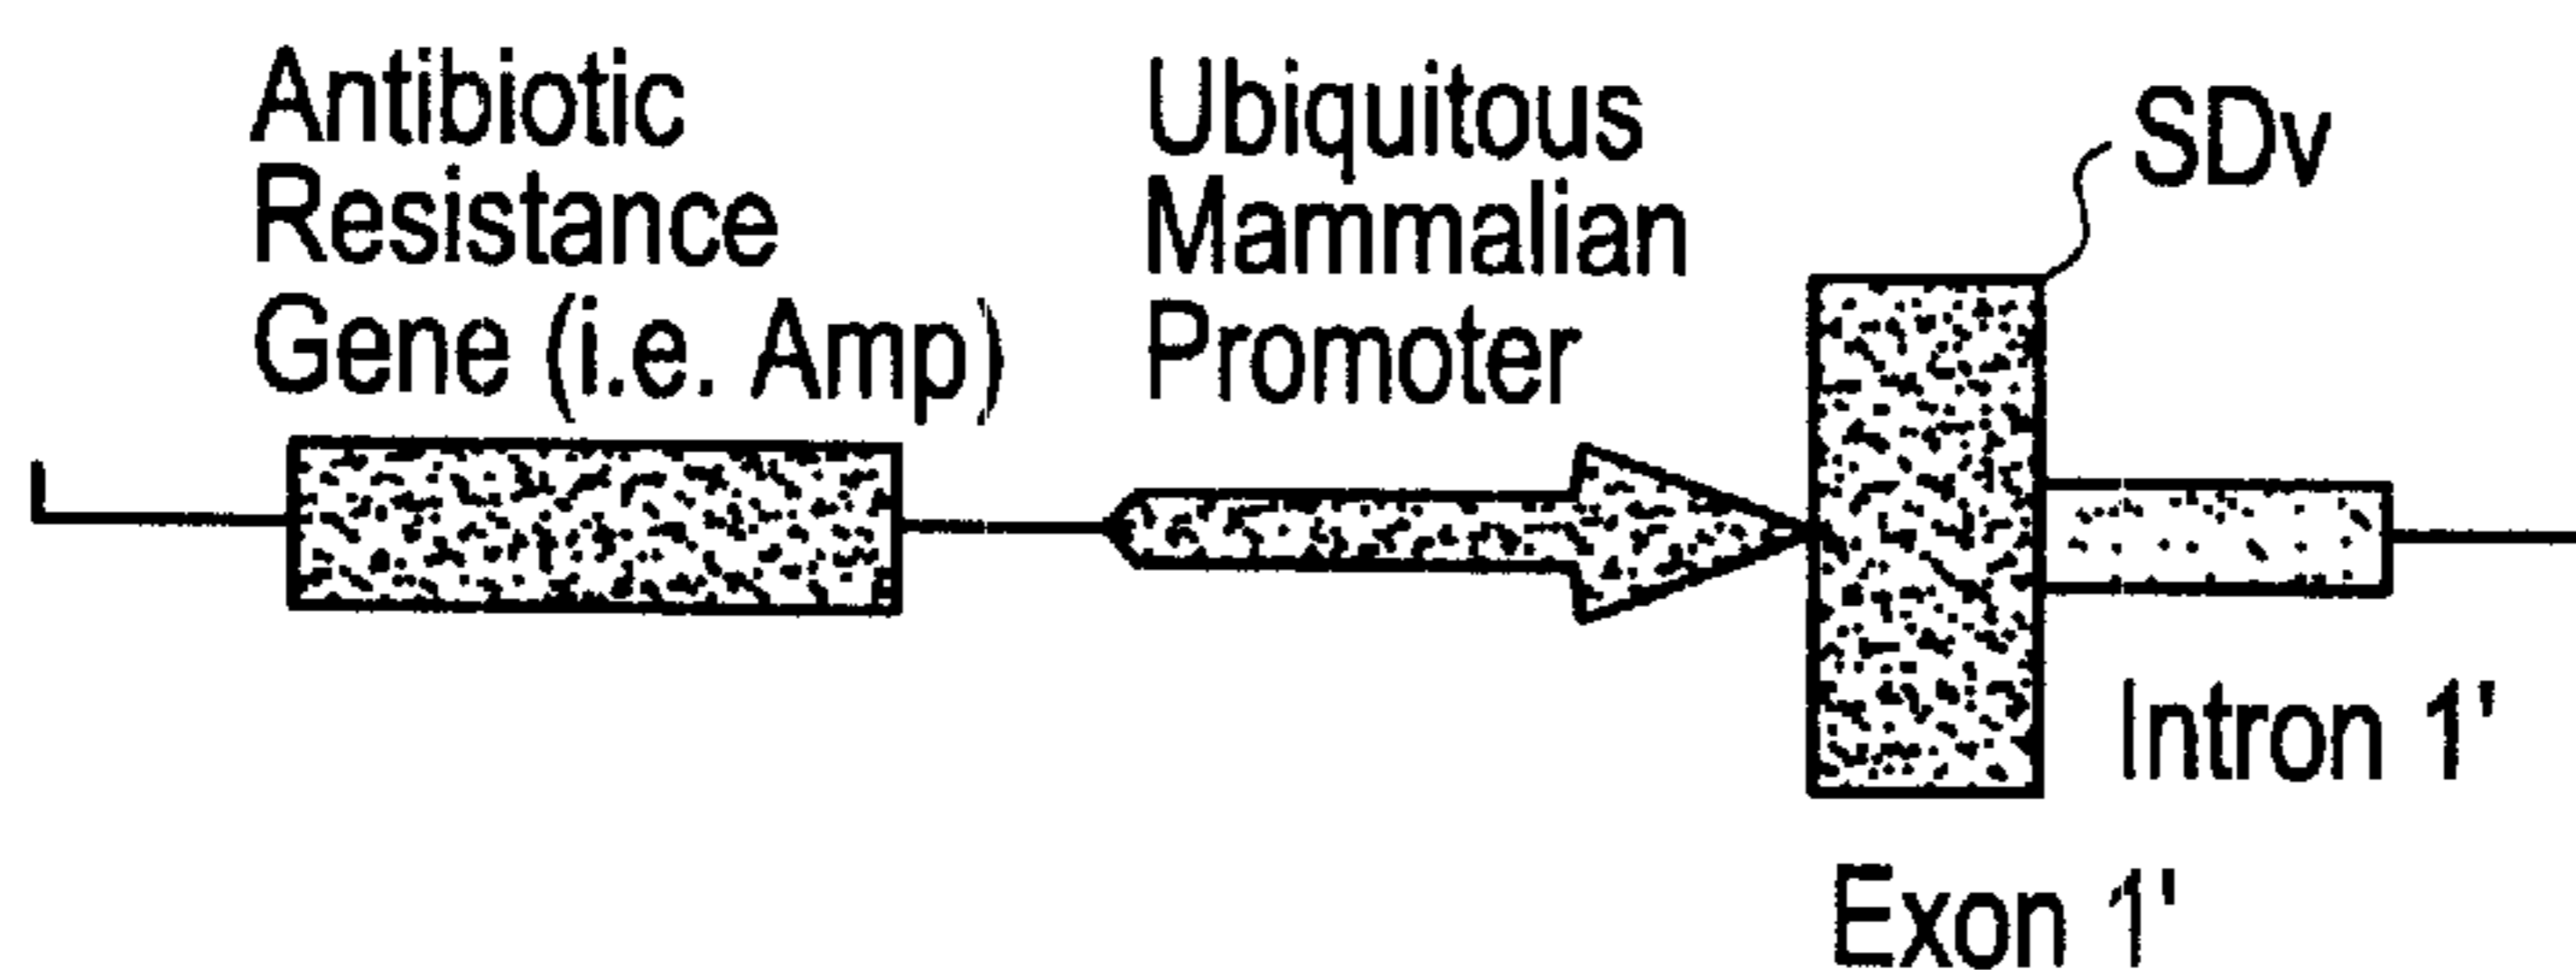 Antibiotic
Resistance
Gene (i.e. Amp)
Ubiquitous
Mammalian
Promoter
SDv
Intron 1'
Exon 1'